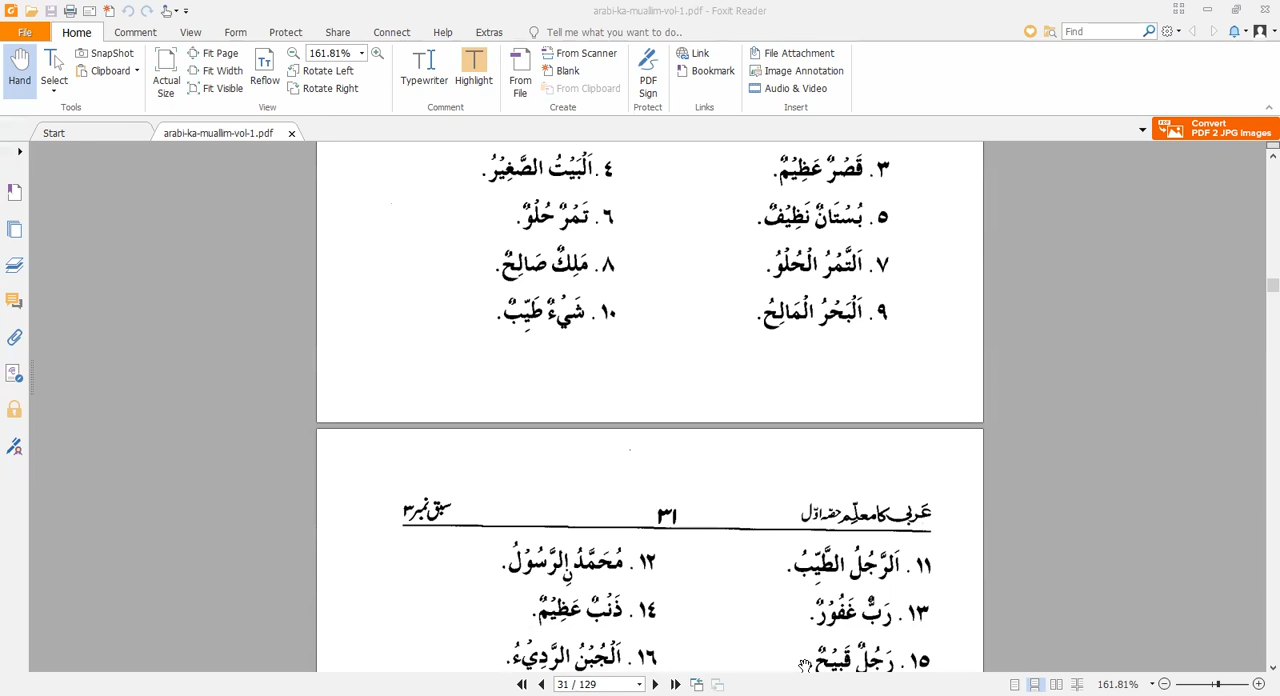 arabi-ka-muallim-vol-1.pdf - Foxit Reader
File Home Comment View Form Protect Share Connect Help Extras Tell me what you want to do.. Find
Hand Select SnapShot Clipboard Actual Size Fit Page Fit Width Fit Visible Reflow 161.81% Rotate Left Rotate Right Typewriter Highlight From File From Scanner Blank From Clipboard PDF Sign Link Bookmark File Attachment Image Annotation Audio & Video
Tools View Comment Create Protect Links Insert
Start arabi-ka-muallim-vol-1.pdf Convert PDF 2 JPG Images
٣. قَصْرٌ عَظِيْمٌ. ٤. اَلْبَيْتُ الصَّغِيْرُ.
٥. بُسْتَانٌ نَظِيْفٌ. ٦. تَمْرٌ حُلْوٌ.
٧. اَلتَّمْرُ الْحُلْوُ. ٨. مَلِكٌ صَالِحٌ.
٩. اَلْبَحْرُ الْمَالِحُ. ١٠. شَيْءٌ طَيِّبٌ.
عَربی کا معلِّم حصہ اوّل ٣١ سبق نمبر ٣
١١. اَلرَّجُلُ الطَّيِّبُ. ١٢. مُحَمَّدُ نِ الرَّسُوْلُ.
١٣. رَبٌّ غَفُوْرٌ. ١٤. ذَنْبٌ عَظِيْمٌ.
١٥. رَجُلٌ قَبِيْحٌ. ١٦. اَلْجُبْنُ الرَّدِيْءُ.
31 / 129 161.81%